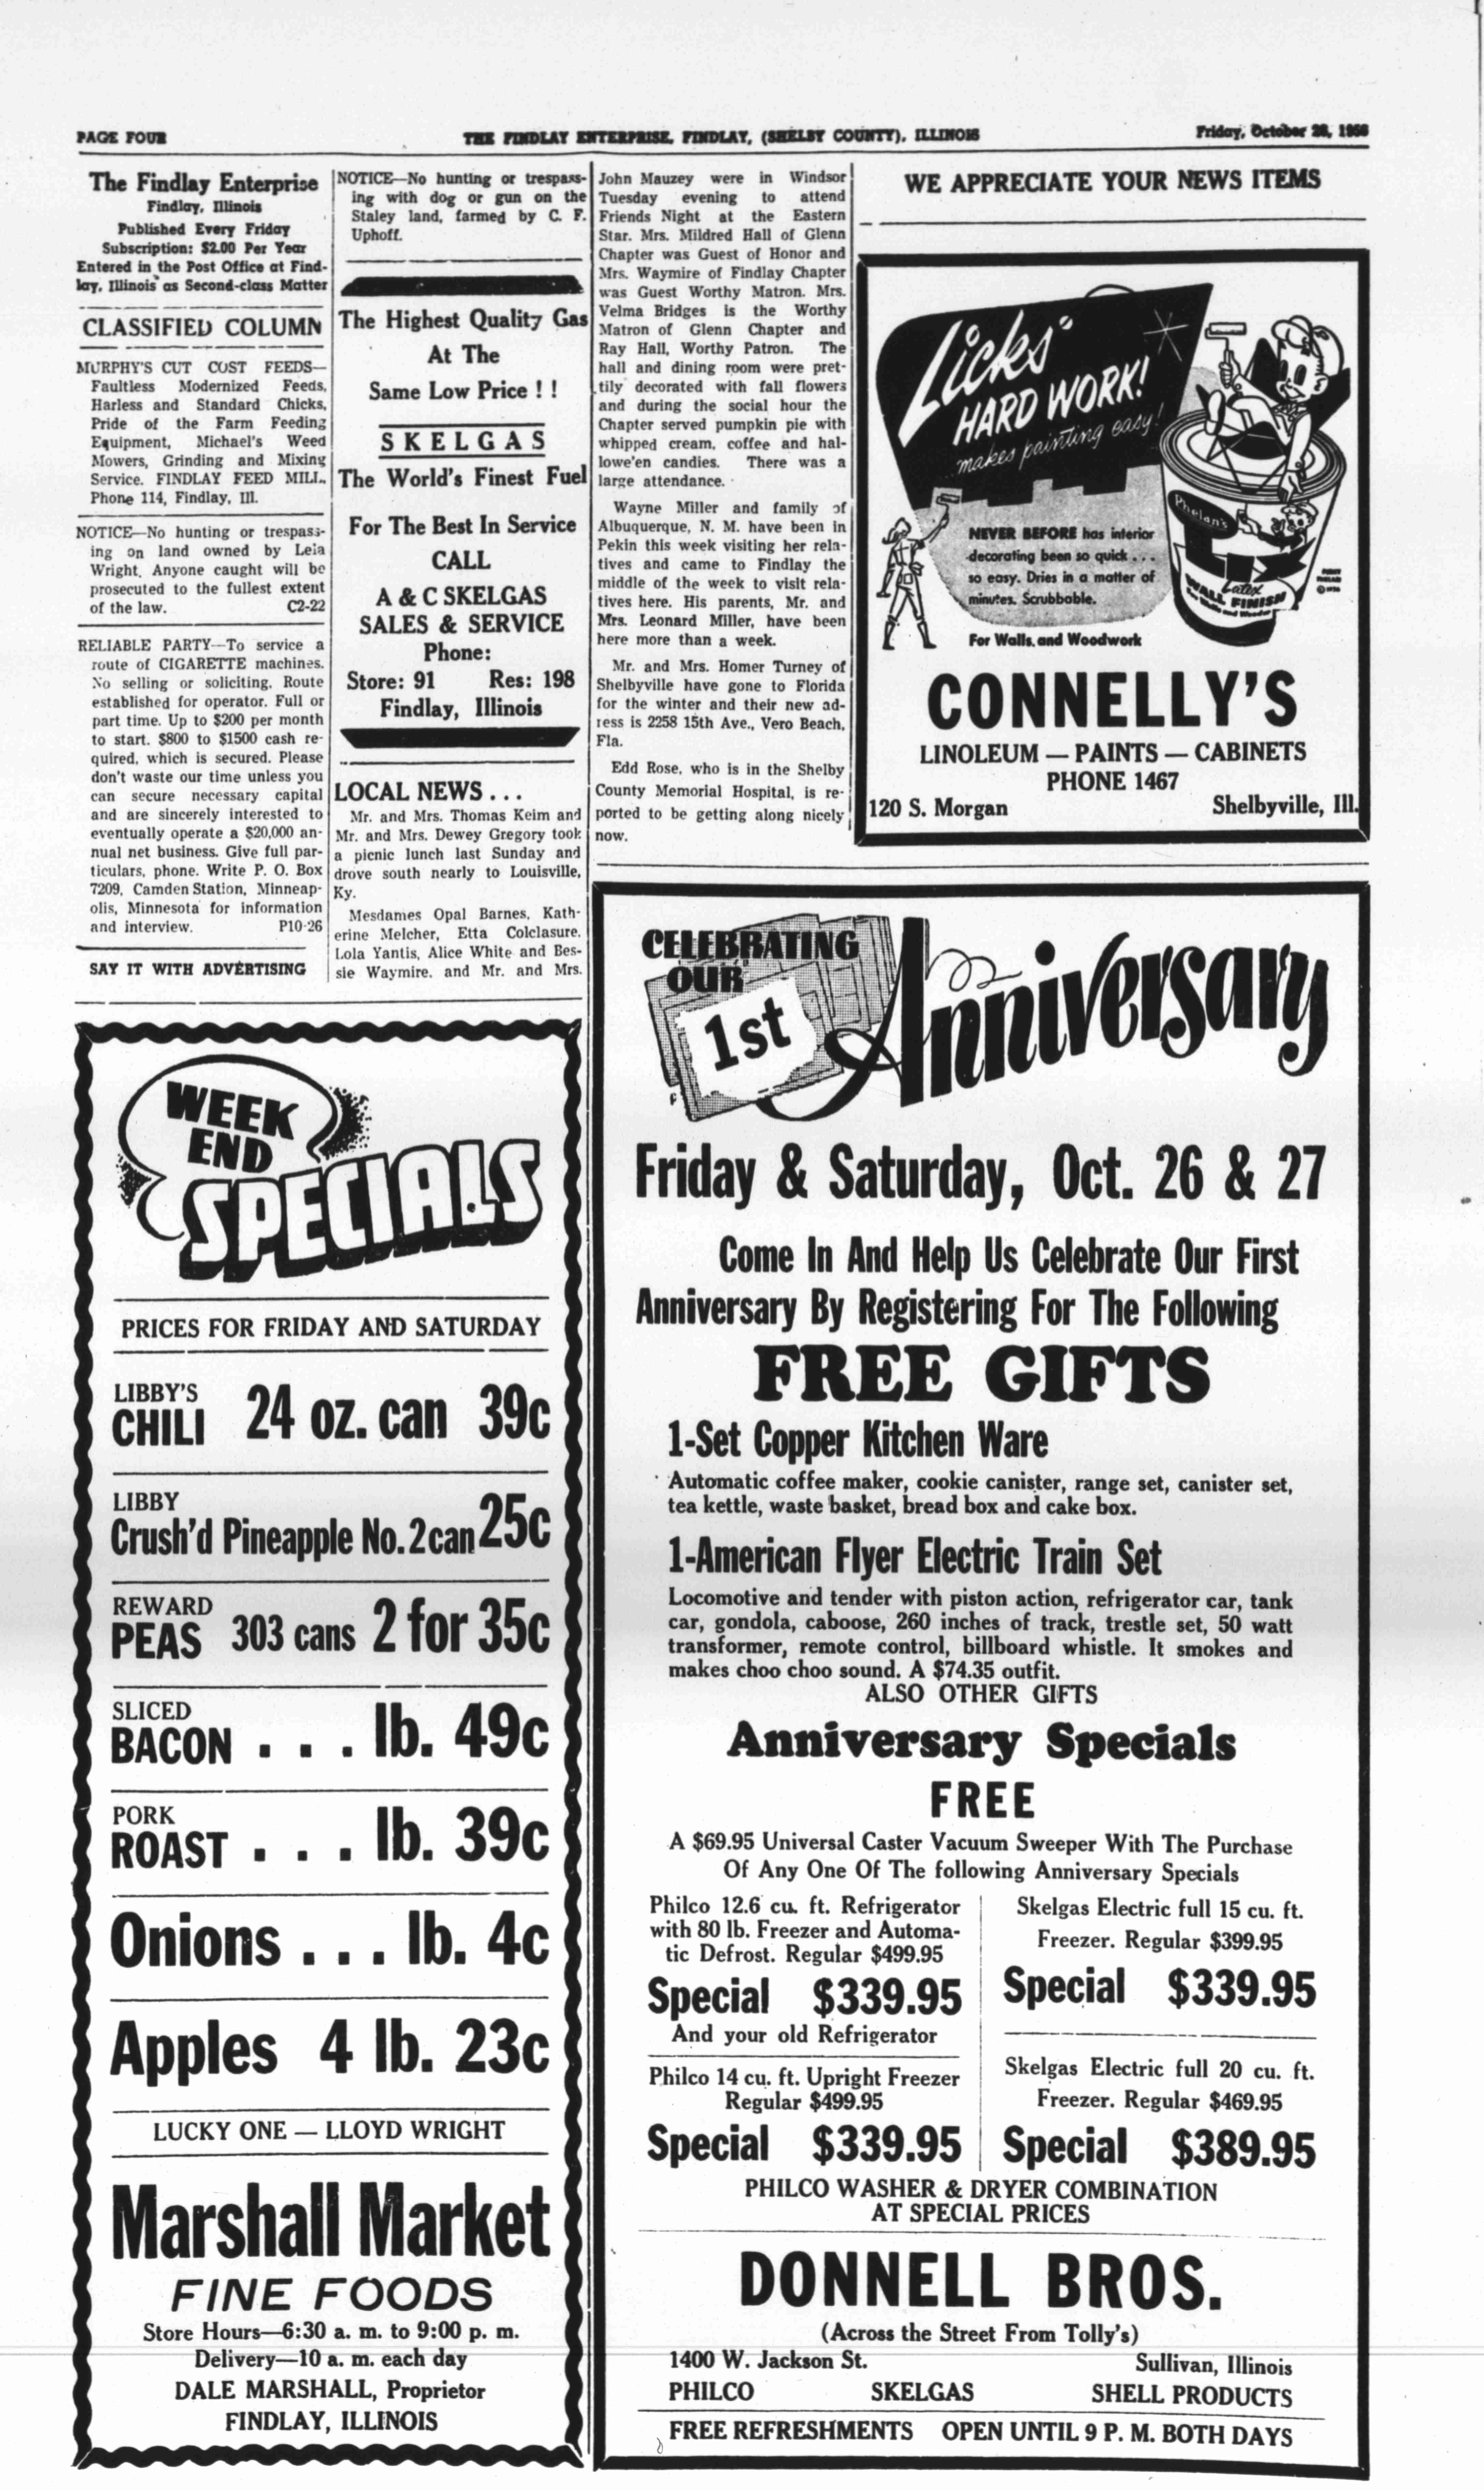 PAGE FOUR
THE FINDLAY ENTERPRISE, FINDLAY, (SHELBY COUNTY), ILLINOIS
Friday, October 26, 1956
The Findlay Enterprise
Findlay, Illinois
Published Every Friday
Subscription: $2.00 Per Year
Entered in the Post Office at Find-
lay, Illinois as Second-class Matter
CLASSIFIED COLUMN
MURPHY'S CUT COST FEEDS—
Faultless Modernized Feeds,
Harless and Standard Chicks,
Pride of the Farm Feeding
Equipment, Michael's Weed
Mowers, Grinding and Mixing
Service. FINDLAY FEED MILL,
Phone 114, Findlay, Ill.
NOTICE—No hunting or trespass-
ing on land owned by Leia
Wright. Anyone caught will be
prosecuted to the fullest extent
of the law. C2-22
RELIABLE PARTY—To service a
route of CIGARETTE machines.
No selling or soliciting. Route
established for operator. Full or
part time. Up to $200 per month
to start. $800 to $1500 cash re-
quired, which is secured. Please
don't waste our time unless you
can secure necessary capital
and are sincerely interested to
eventually operate a $20,000 an-
nual net business. Give full par-
ticulars, phone. Write P. O. Box
7209, Camden Station, Minneap-
olis, Minnesota for information
and interview. P10-26
SAY IT WITH ADVERTISING
NOTICE—No hunting or trespass-
ing with dog or gun on the
Staley land, farmed by C. F.
Uphoff.
The Highest Quality Gas
At The
Same Low Price ! !
SKELGAS
The World's Finest Fuel
For The Best In Service
CALL
A & C SKELGAS
SALES & SERVICE
Phone:
Store: 91 Res: 198
Findlay, Illinois
LOCAL NEWS . . .
Mr. and Mrs. Thomas Keim and
Mr. and Mrs. Dewey Gregory took
a picnic lunch last Sunday and
drove south nearly to Louisville,
Ky.
Mesdames Opal Barnes, Kath-
erine Melcher, Etta Colclasure,
Lola Yantis, Alice White and Bes-
sie Waymire, and Mr. and Mrs.
John Mauzey were in Windsor
Tuesday evening to attend
Friends Night at the Eastern
Star. Mrs. Mildred Hall of Glenn
Chapter was Guest of Honor and
Mrs. Waymire of Findlay Chapter
was Guest Worthy Matron. Mrs.
Velma Bridges is the Worthy
Matron of Glenn Chapter and
Ray Hall, Worthy Patron. The
hall and dining room were pret-
tily decorated with fall flowers
and during the social hour the
Chapter served pumpkin pie with
whipped cream, coffee and hal-
lowe'en candies. There was a
large attendance.
Wayne Miller and family of
Albuquerque, N. M. have been in
Pekin this week visiting her rela-
tives and came to Findlay the
middle of the week to visit rela-
tives here. His parents, Mr. and
Mrs. Leonard Miller, have been
here more than a week.
Mr. and Mrs. Homer Turney of
Shelbyville have gone to Florida
for the winter and their new ad-
ress is 2258 15th Ave., Vero Beach,
Fla.
Edd Rose, who is in the Shelby
County Memorial Hospital, is re-
ported to be getting along nicely
now.
WE APPRECIATE YOUR NEWS ITEMS
Licks
HARD WORK!
makes painting easy!
NEVER BEFORE has interior
decorating been so quick . . .
so easy. Dries in a matter of
minutes. Scrubbable.
For Walls and Woodwork
Phelan's
Latex
WALL FINISH
For Walls and Woodwork
CONNELLY'S
LINOLEUM — PAINTS — CABINETS
PHONE 1467
120 S. Morgan Shelbyville, Ill.
WEEK
END
SPECIALS
PRICES FOR FRIDAY AND SATURDAY
LIBBY'S
CHILI 24 oz. can 39c
LIBBY
Crush'd Pineapple No. 2 can 25c
REWARD
PEAS 303 cans 2 for 35c
SLICED
BACON . . . lb. 49c
PORK
ROAST . . . lb. 39c
Onions . . . lb. 4c
Apples 4 lb. 23c
LUCKY ONE — LLOYD WRIGHT
Marshall Market
FINE FOODS
Store Hours—6:30 a. m. to 9:00 p. m.
Delivery—10 a. m. each day
DALE MARSHALL, Proprietor
FINDLAY, ILLINOIS
CELEBRATING
OUR
1st
Anniversary
Friday & Saturday, Oct. 26 & 27
Come In And Help Us Celebrate Our First
Anniversary By Registering For The Following
FREE GIFTS
1-Set Copper Kitchen Ware
Automatic coffee maker, cookie canister, range set, canister set,
tea kettle, waste basket, bread box and cake box.
1-American Flyer Electric Train Set
Locomotive and tender with piston action, refrigerator car, tank
car, gondola, caboose, 260 inches of track, trestle set, 50 watt
transformer, remote control, billboard whistle. It smokes and
makes choo choo sound. A $74.35 outfit.
ALSO OTHER GIFTS
Anniversary Specials
FREE
A $69.95 Universal Caster Vacuum Sweeper With The Purchase
Of Any One Of The following Anniversary Specials
Philco 12.6 cu. ft. Refrigerator
with 80 lb. Freezer and Automa-
tic Defrost. Regular $499.95
Special $339.95
And your old Refrigerator
Philco 14 cu. ft. Upright Freezer
Regular $499.95
Special $339.95
Skelgas Electric full 15 cu. ft.
Freezer. Regular $399.95
Special $339.95
Skelgas Electric full 20 cu. ft.
Freezer. Regular $469.95
Special $389.95
PHILCO WASHER & DRYER COMBINATION
AT SPECIAL PRICES
DONNELL BROS.
(Across the Street From Tolly's)
1400 W. Jackson St. Sullivan, Illinois
PHILCO SKELGAS SHELL PRODUCTS
FREE REFRESHMENTS OPEN UNTIL 9 P. M. BOTH DAYS